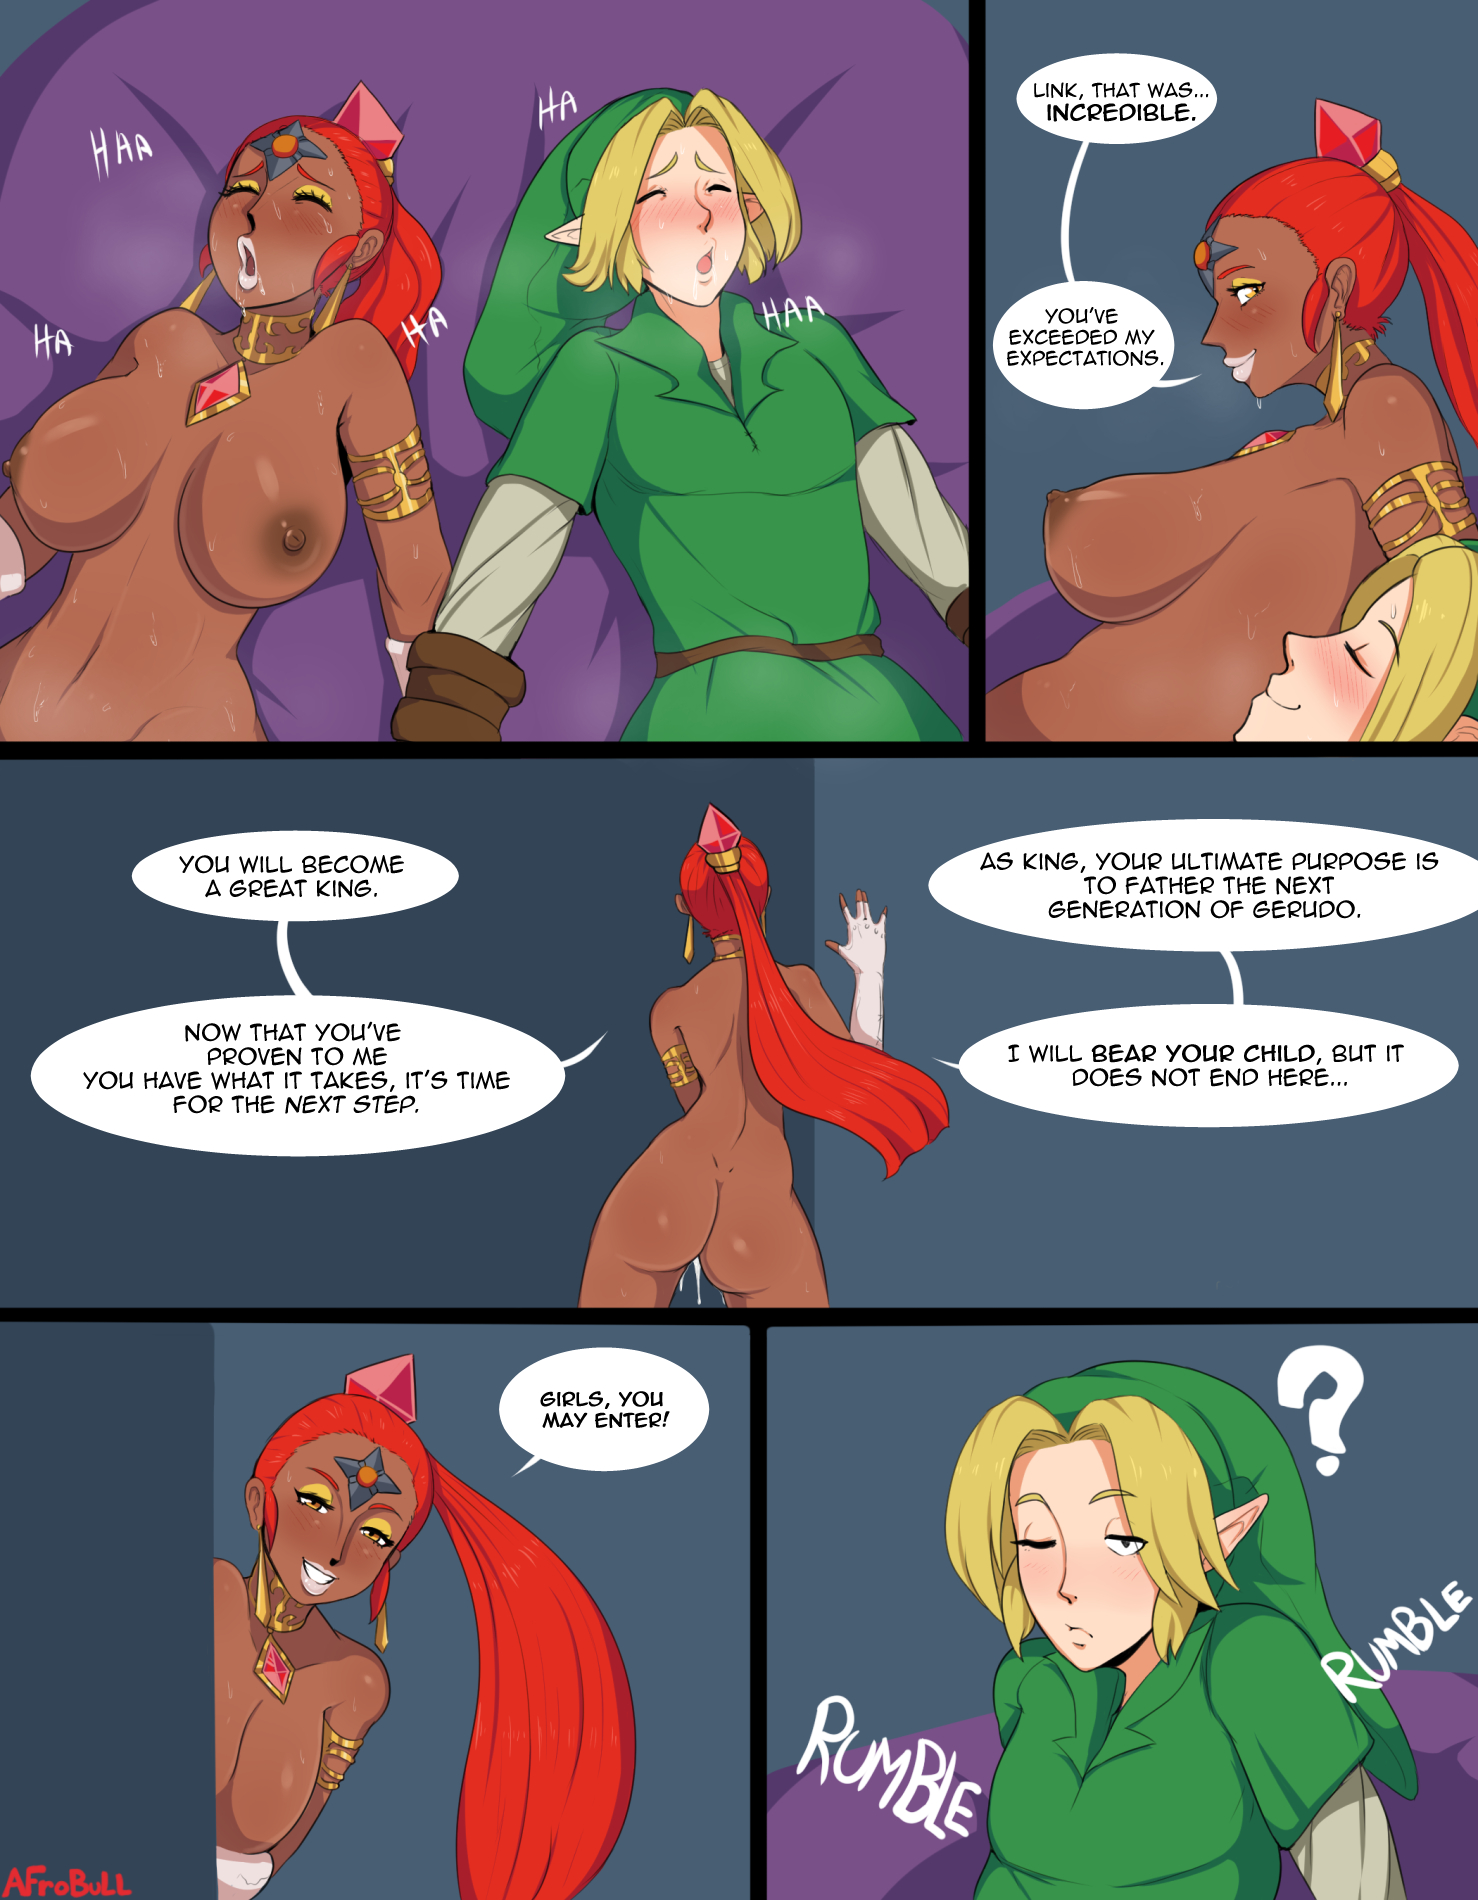 HAA
HA
HA
HA
HAA
LINK, THAT WAS...
INCREDIBLE.
YOU'VE
EXCEEDED MY
EXPECTATIONS.
YOU WILL BECOME
A GREAT KING.
NOW THAT YOU'VE
PROVEN TO ME
YOU HAVE WHAT IT TAKES, IT'S TIME
FOR THE NEXT STEP.
AS KING, YOUR ULTIMATE PURPOSE IS
TO FATHER THE NEXT
GENERATION OF GERUDO.
I WILL BEAR YOUR CHILD, BUT IT
DOES NOT END HERE...
GIRLS, YOU
MAY ENTER!
?
RUMBLE
RUMBLE
AFROBULL